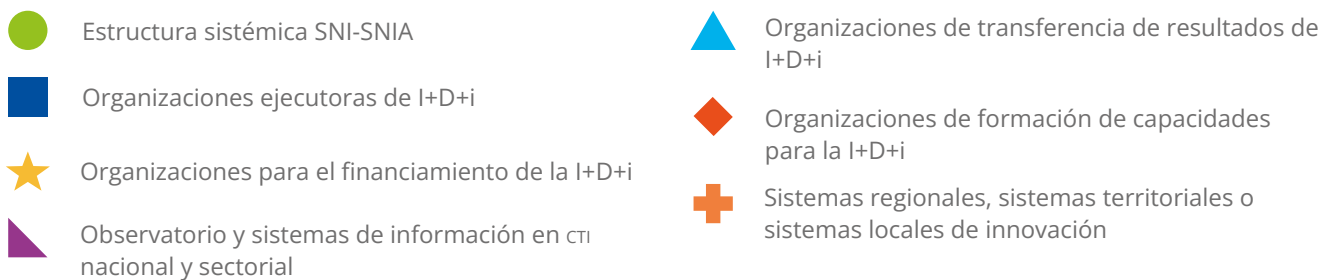 Estructura sistémica SNI-SNIA
Organizaciones ejecutoras de I+D+i
Organizaciones para el financiamiento de la I+D+i
Observatorio y sistemas de información en CTI
nacional y sectorial
Organizaciones de transferencia de resultados de
I+D+i
Organizaciones de formación de capacidades
para la I+D+i
Sistemas regionales, sistemas territoriales o
sistemas locales de innovación